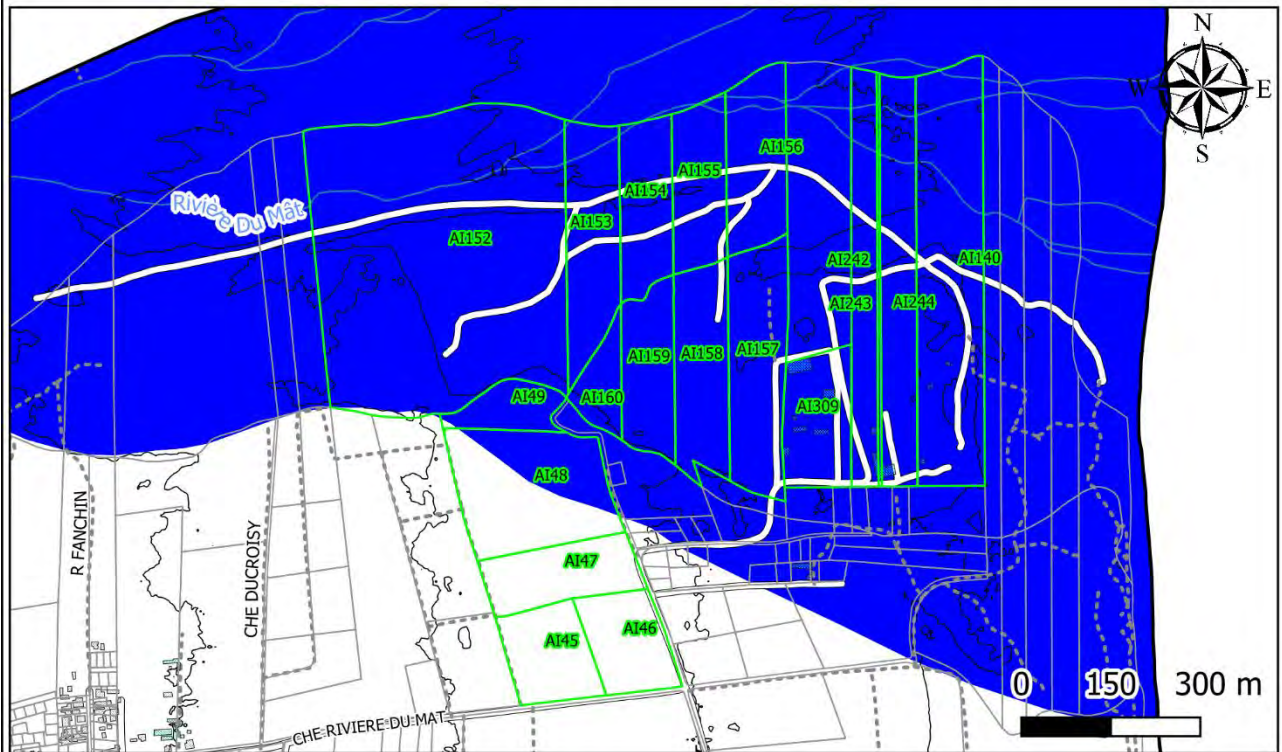 N
W E
S
AI156
AI155
AI154
Rivière Du Mât
AI153
AI152
AI242
AI140
AI243
AI244
AI159
AI158
AI157
AI49
AI160
AI309
AI48
R FANCHIN
CHE DUCROISY
AI47
AI45
AI46
0 150 300 m
CHE RIVIERE DU MAT